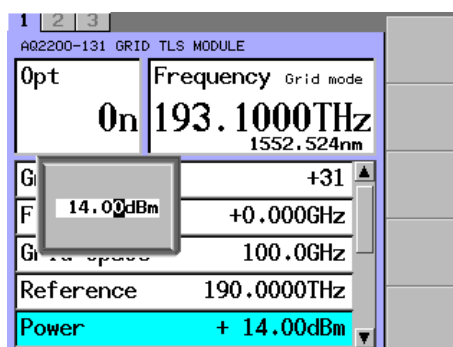 1 2 3
AQ2200-131 GRID TLS MODULE
Opt
On
Frequency Grid mode
193.1000THz
1552.524nm
+31
14.00dBm
+0.000GHz
100.0GHz
Reference 190.0000THz
Power + 14.00dBm